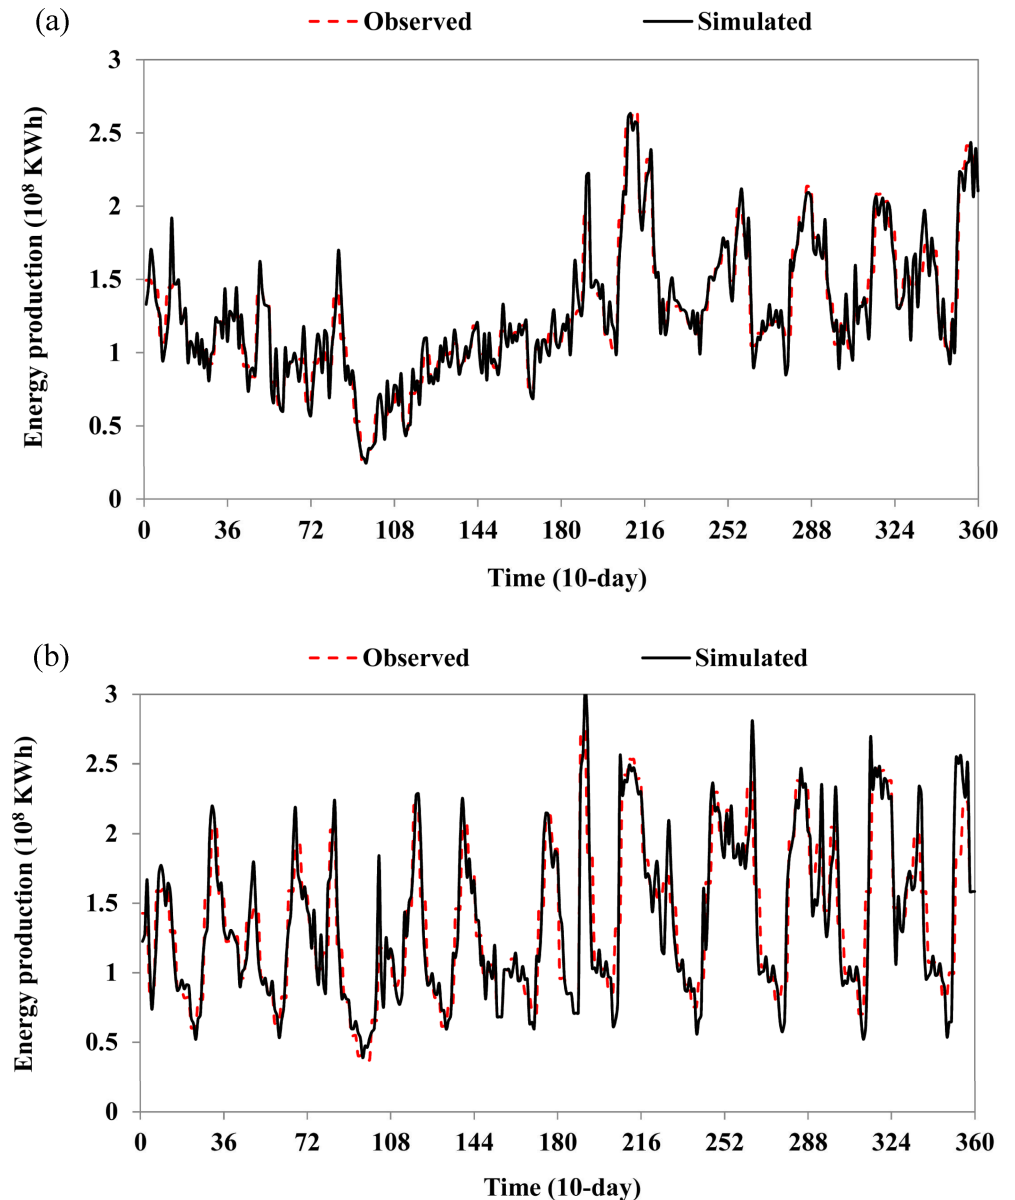 (a)
Observed Simulated
3
2.5
2
1.5
1
0.5
0
Energy production (10⁸ KWh)
0 36 72 108 144 180 216 252 288 324 360
Time (10-day)
(b)
Observed Simulated
3
2.5
2
1.5
1
0.5
0
Energy production (10⁸ KWh)
0 36 72 108 144 180 216 252 288 324 360
Time (10-day)